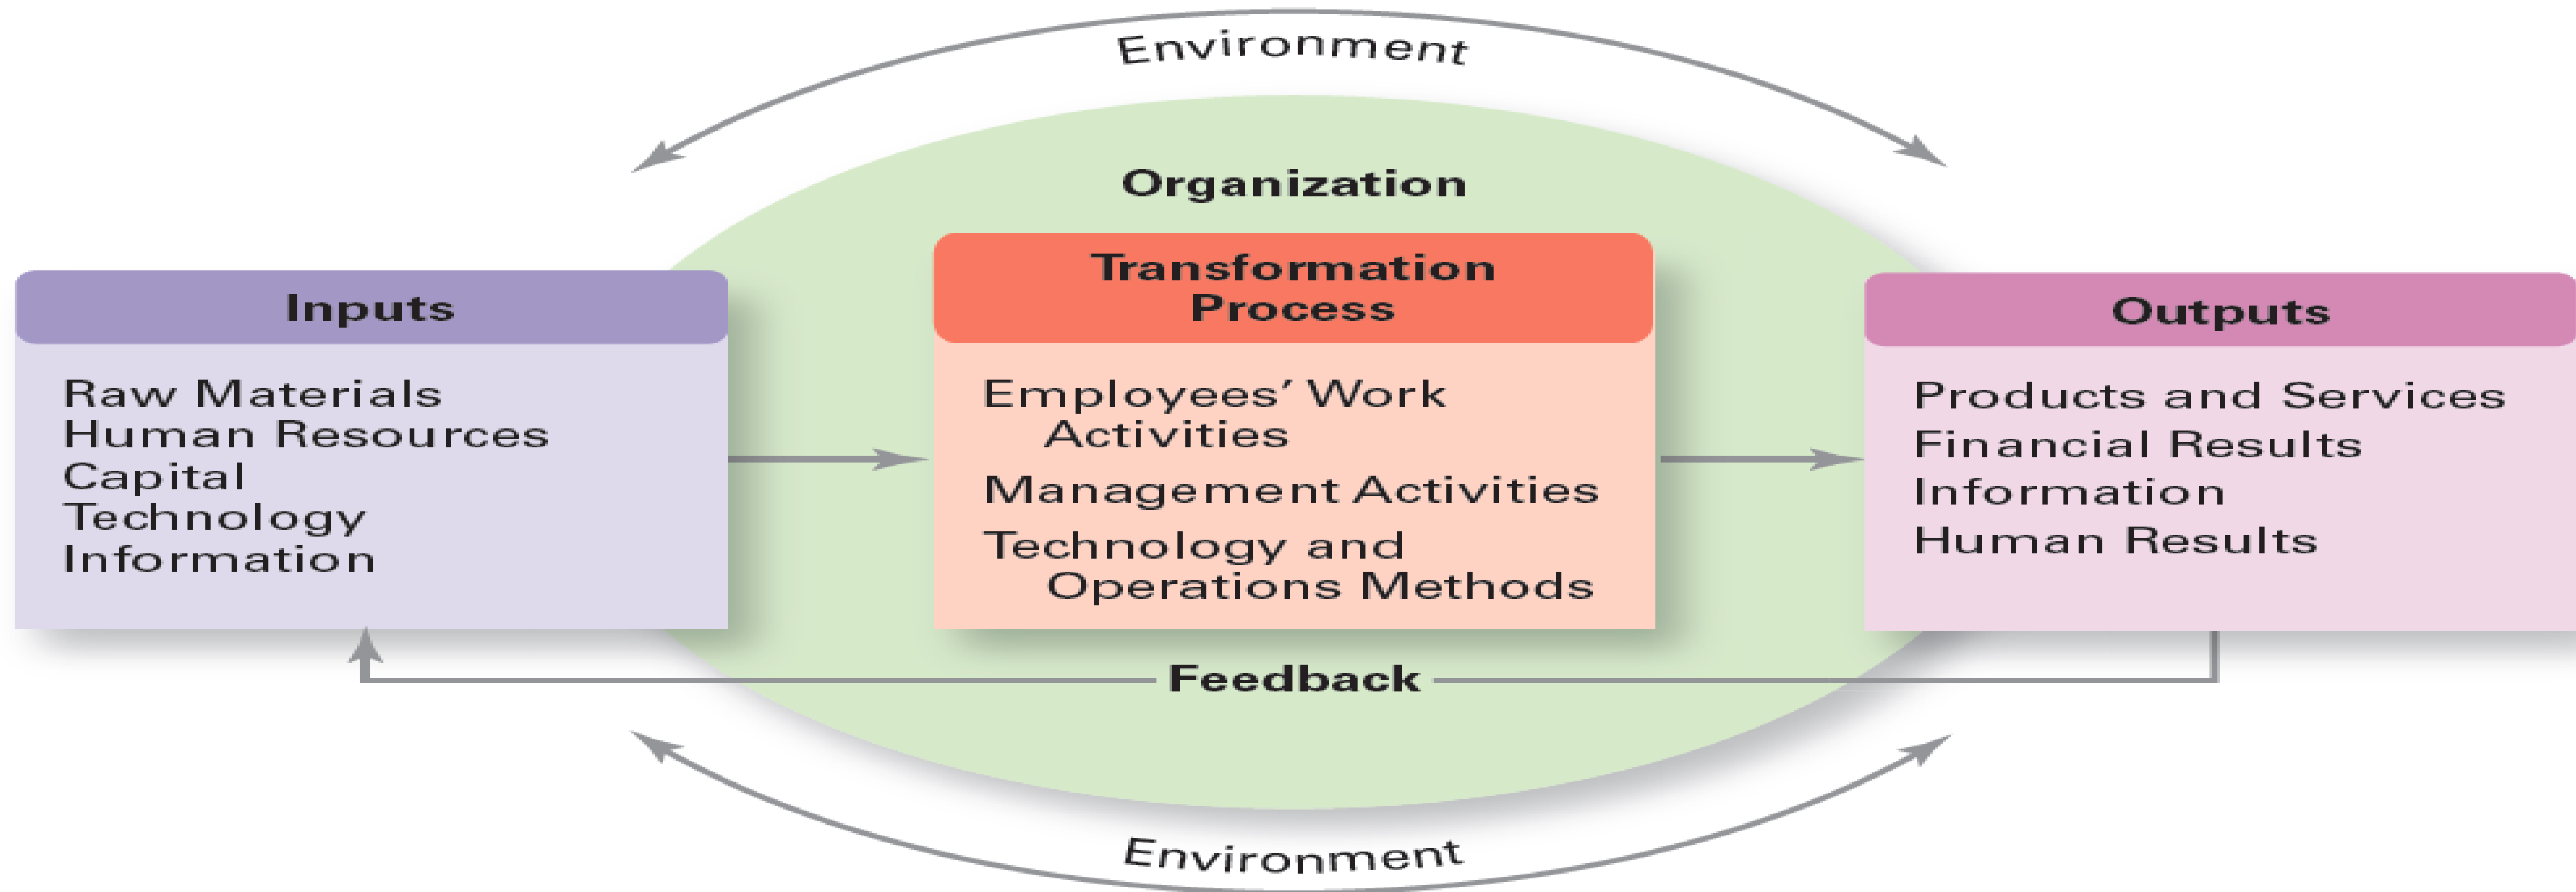 Environment
Organization
Inputs
Raw Materials
Human Resources
Capital
Technology
Information
Transformation
Process
Employees’ Work
Activities
Management Activities
Technology and
Operations Methods
Outputs
Products and Services
Financial Results
Information
Human Results
Feedback
Environment